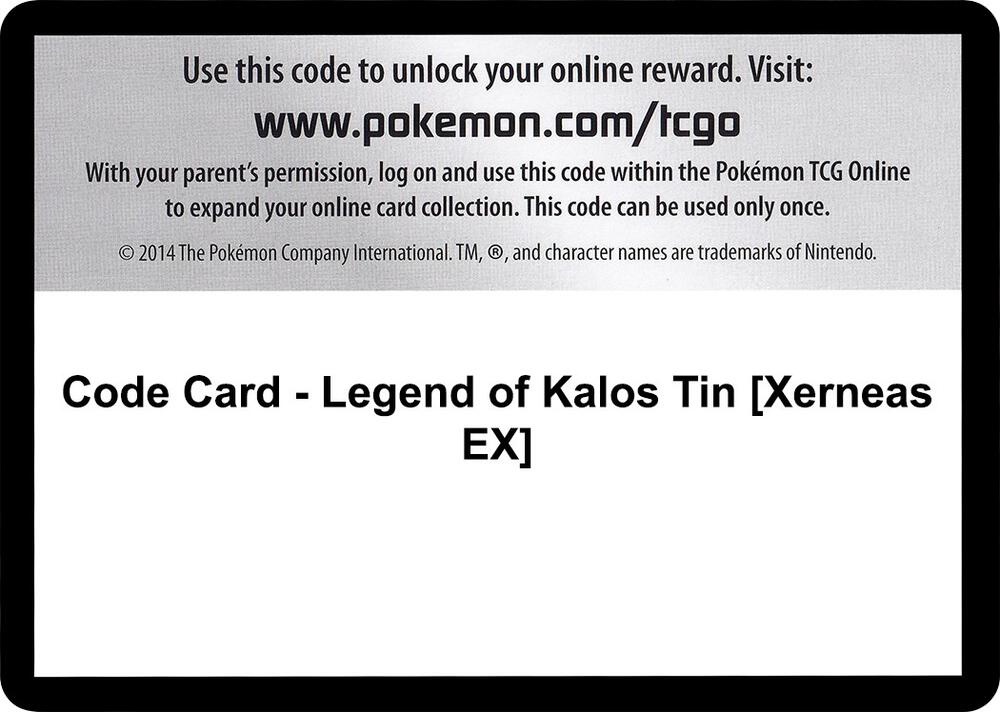 Use this code to unlock your online reward. Visit:
www.pokemon.com/tcgo
With your parent's permission, log on and use this code within the Pokémon TCG Online
to expand your online card collection. This code can be used only once.
© 2014 The Pokémon Company International. TM, ®, and character names are trademarks of Nintendo.
Code Card - Legend of Kalos Tin [Xerneas
EX]